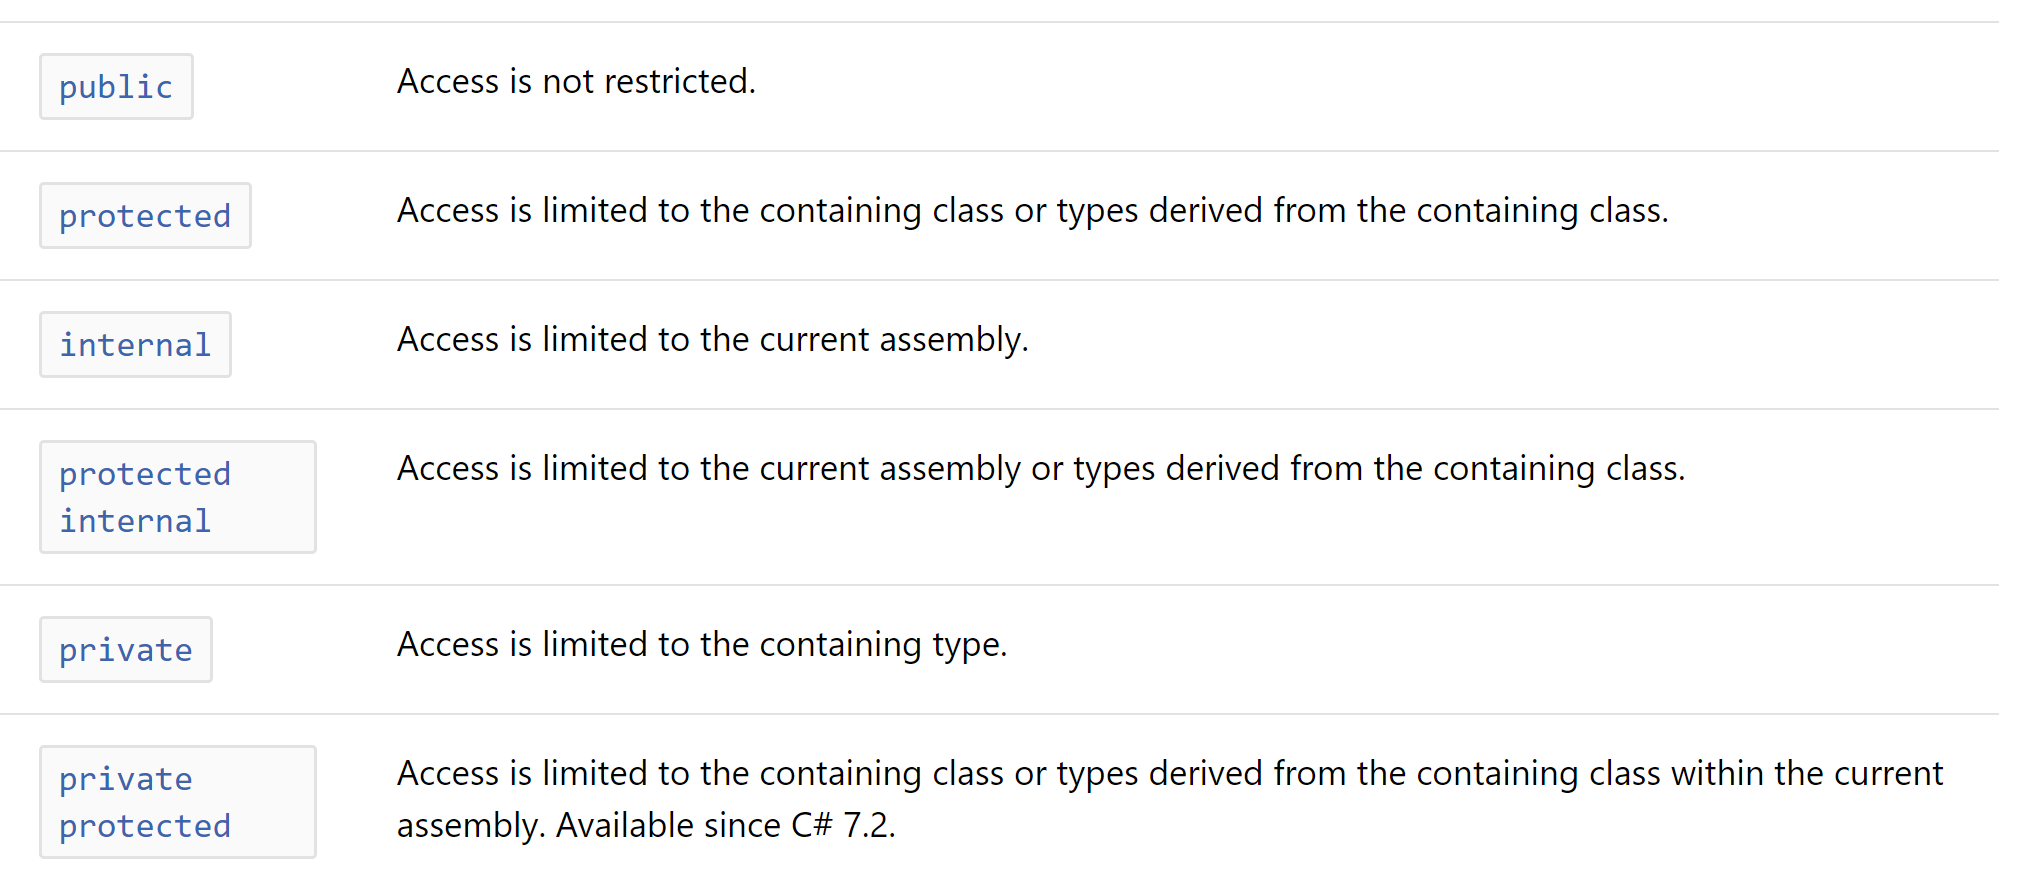 public
Access is not restricted.
protected
Access is limited to the containing class or types derived from the containing class.
internal
Access is limited to the current assembly.
protected
internal
Access is limited to the current assembly or types derived from the containing class.
private
Access is limited to the containing type.
private
protected
Access is limited to the containing class or types derived from the containing class within the current
assembly. Available since C# 7.2.